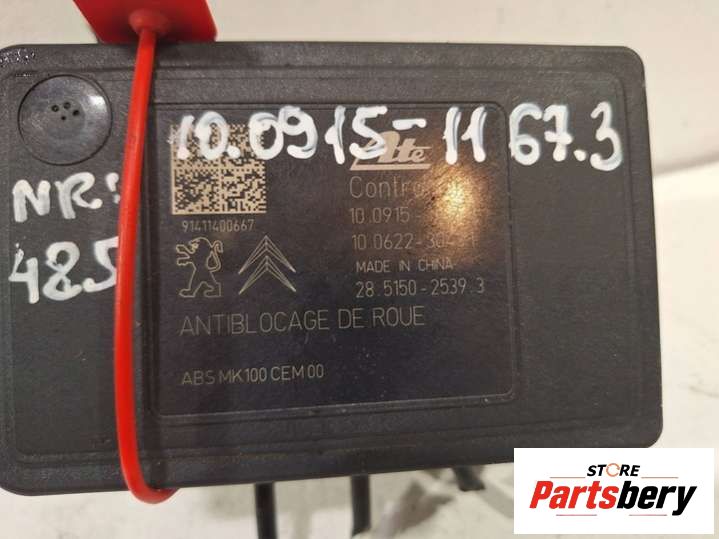 10.0915-1167.3
NR:
485
Ate
91411400667
10.0915
10.0622-30
MADE IN CHINA
28.5150-2539.3
ANTIBLOCAGE DE ROUE
ABS MK100 CEM 00
STORE
Partsbery